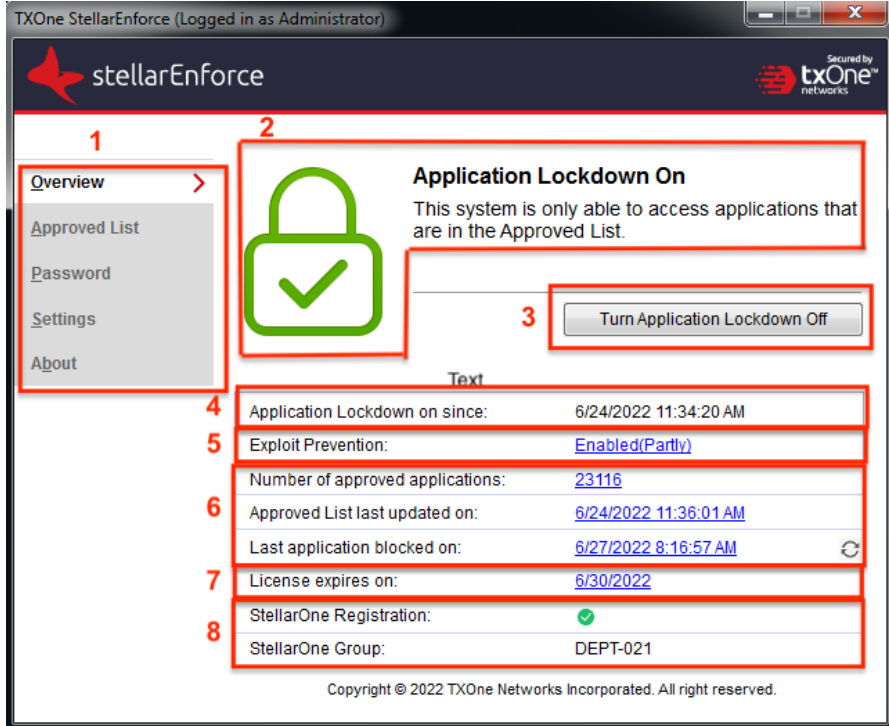 TXOne StellarEnforce (Logged in as Administrator)
stellarEnforce
Secured by
txOne™
networks
1
2
Overview
Approved List
Password
Settings
About
Application Lockdown On
This system is only able to access applications that
are in the Approved List.
3
Turn Application Lockdown Off
Text
4
Application Lockdown on since: 6/24/2022 11:34:20 AM
5
Exploit Prevention: Enabled(Partly)
6
Number of approved applications: 23116
Approved List last updated on: 6/24/2022 11:36:01 AM
Last application blocked on: 6/27/2022 8:16:57 AM
7
License expires on: 6/30/2022
8
StellarOne Registration:
StellarOne Group: DEPT-021
Copyright © 2022 TXOne Networks Incorporated. All right reserved.